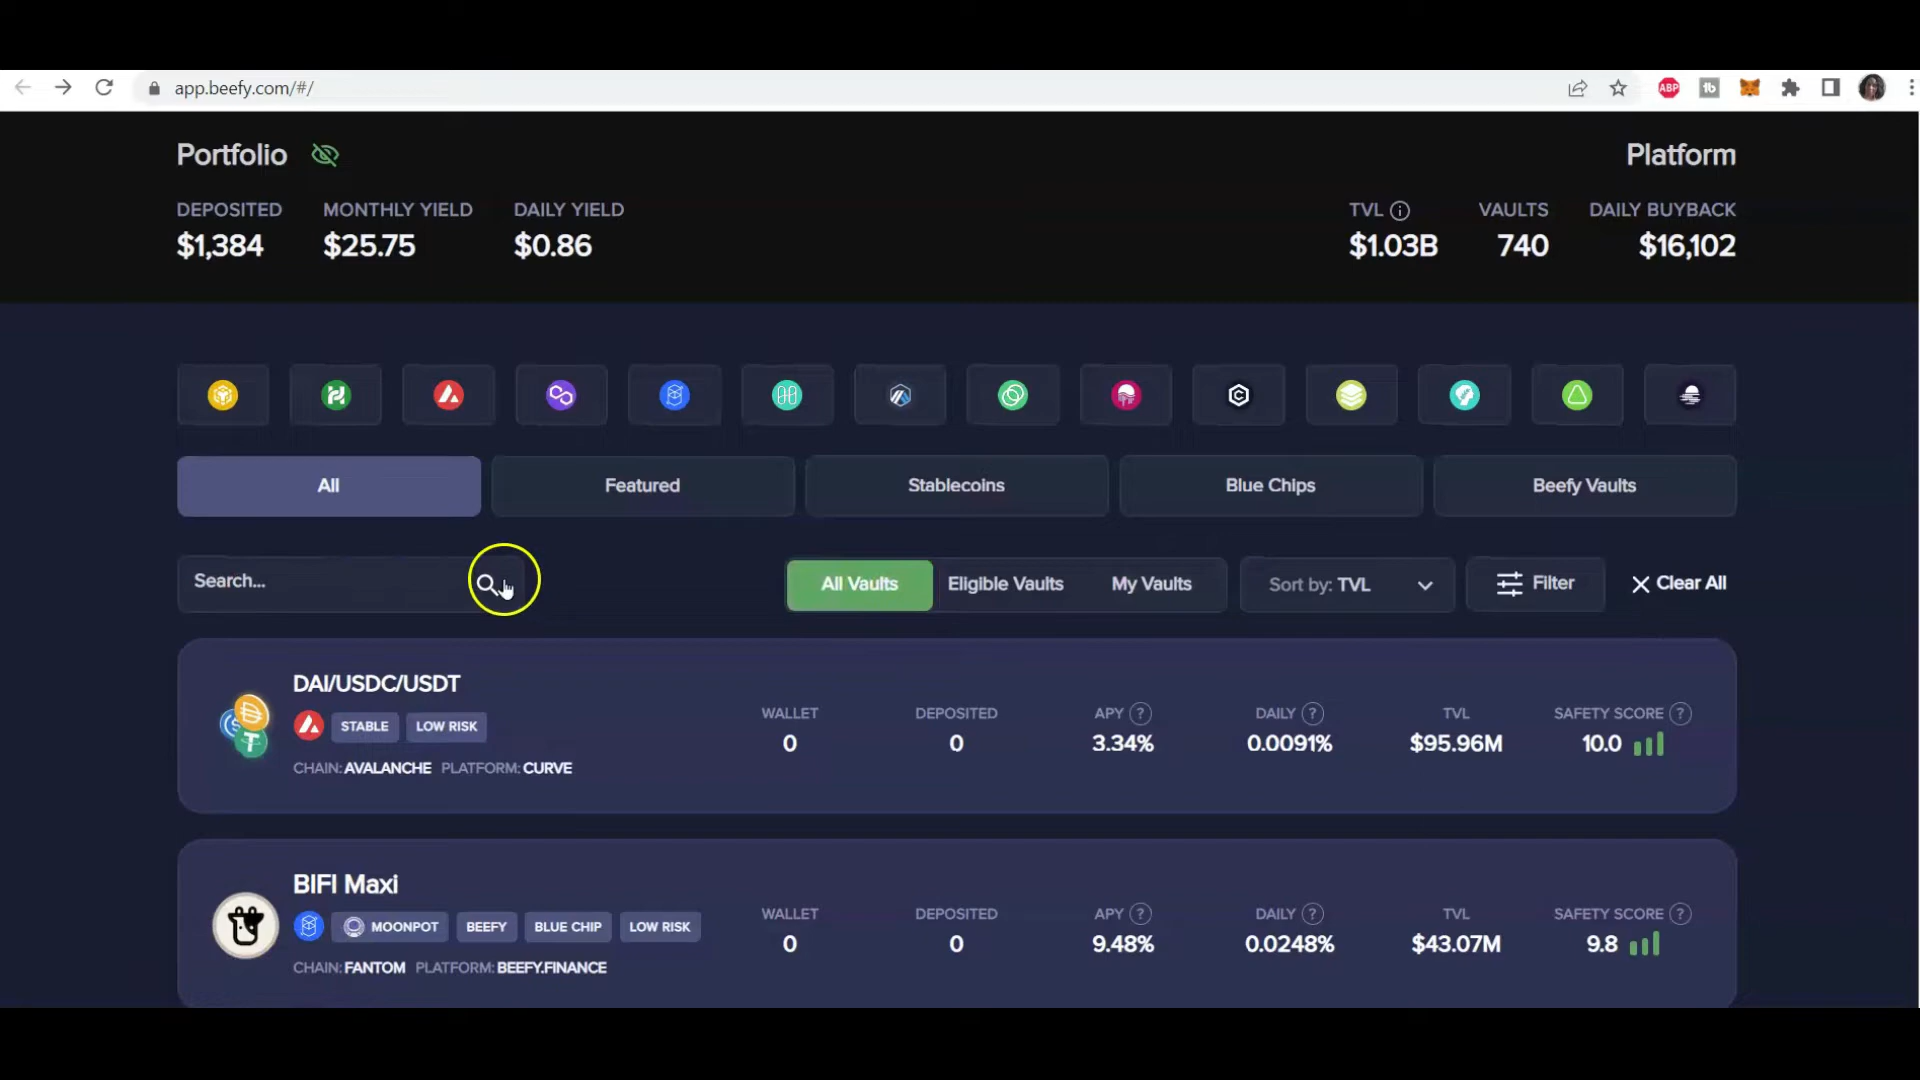 app.beefy.com/#/
ABP
Portfolio
Platform
DEPOSITED MONTHLY YIELD DAILY YIELD
$1,384 $25.75 $0.86
TVL VAULTS DAILY BUYBACK
$1.03B 740 $16,102
All
Featured
Stablecoins
Blue Chips
Beefy Vaults
Search...
All Vaults
Eligible Vaults
My Vaults
Sort by: TVL
Filter
Clear All
DAI/USDC/USDT
STABLE LOW RISK
CHAIN: AVALANCHE PLATFORM: CURVE
WALLET DEPOSITED APY ? DAILY ? TVL SAFETY SCORE ?
0 0 3.34% 0.0091% $95.96M 10.0
BIFI Maxi
MOONPOT BEEFY BLUE CHIP LOW RISK
CHAIN: FANTOM PLATFORM: BEEFY.FINANCE
WALLET DEPOSITED APY ? DAILY ? TVL SAFETY SCORE ?
0 0 9.48% 0.0248% $43.07M 9.8